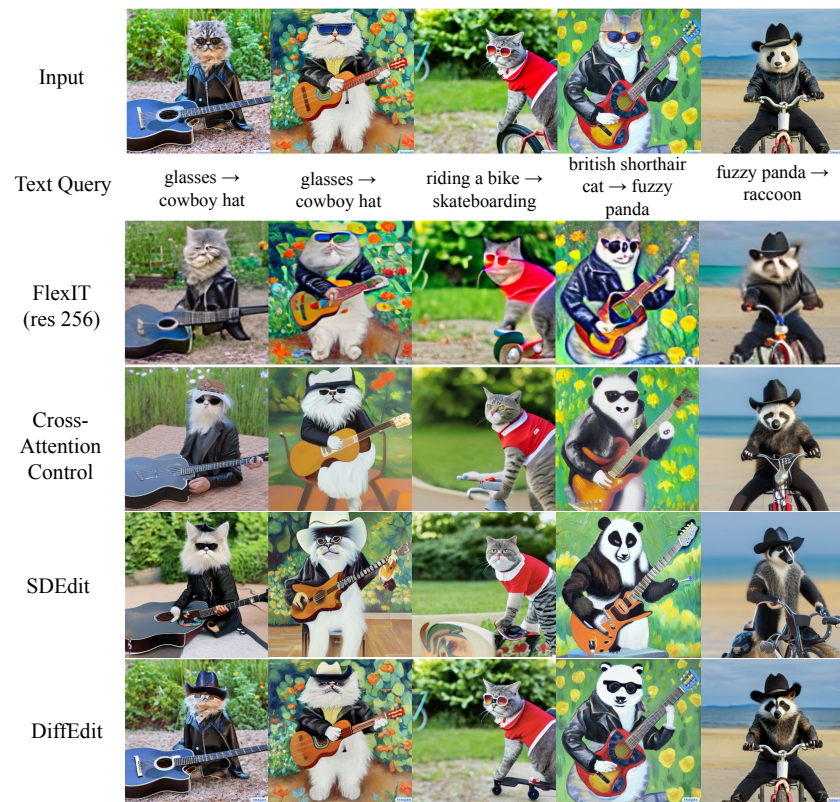 Input
Text Query
glasses →
cowboy hat
glasses →
cowboy hat
riding a bike →
skateboarding
british shorthair
cat → fuzzy
panda
fuzzy panda →
raccoon
FlexIT
(res 256)
Cross-
Attention
Control
SDEdit
DiffEdit